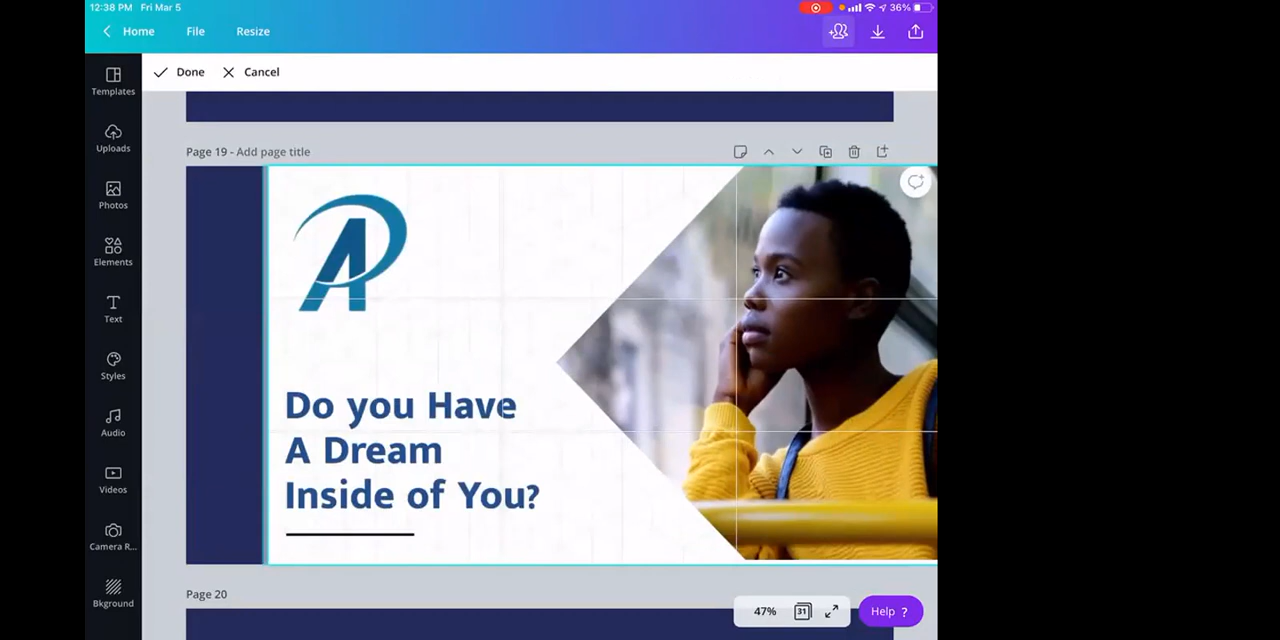 12:38 PM Fri Mar 5
36%
Home File Resize
Done Cancel
Templates
Uploads
Photos
Elements
Text
Styles
Audio
Videos
Camera R...
Bkground
Page 19 - Add page title
A
Do you Have
A Dream
Inside of You?
Page 20
47%
31
Help ?